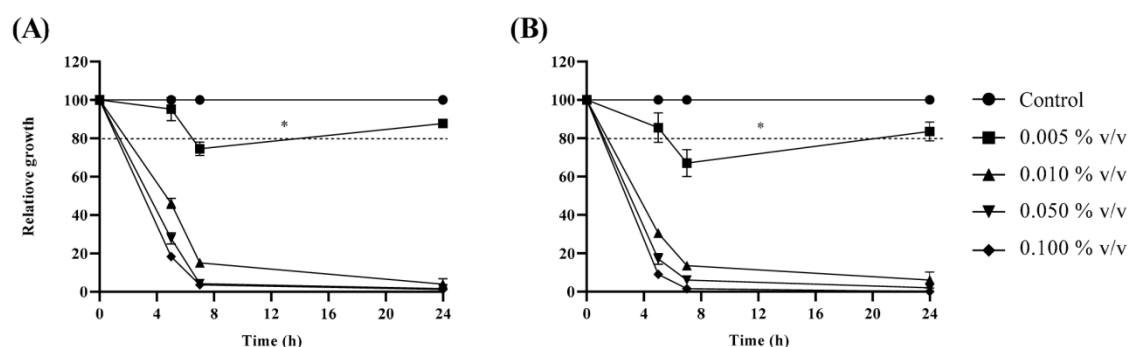 (A)
120
100
80
60
40
20
0
Relatiove growth
*
0 4 8 12 16 20 24
Time (h)
(B)
120
100
80
60
40
20
0
*
0 4 8 12 16 20 24
Time (h)
Control
0.005 % v/v
0.010 % v/v
0.050 % v/v
0.100 % v/v